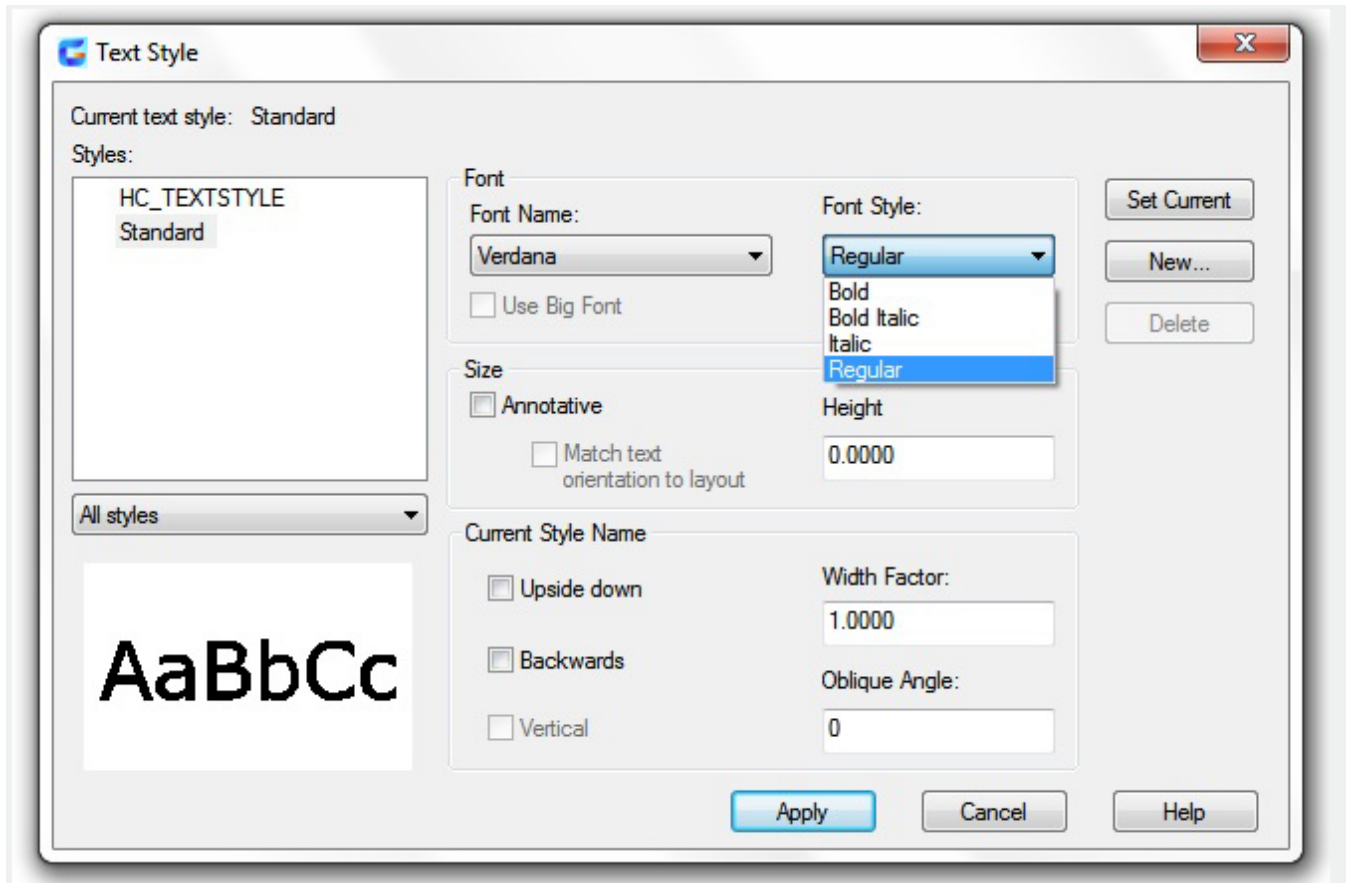 Text Style
Current text style: Standard
Styles:
HC_TEXTSTYLE
Standard
All styles
AaBbCc
Font
Font Name:
Verdana
Use Big Font
Font Style:
Regular
Bold
Bold Italic
Italic
Regular
Size
Annotative
Match text
orientation to layout
Height
0.0000
Current Style Name
Upside down
Backwards
Vertical
Width Factor:
1.0000
Oblique Angle:
0
Set Current
New...
Delete
Apply
Cancel
Help